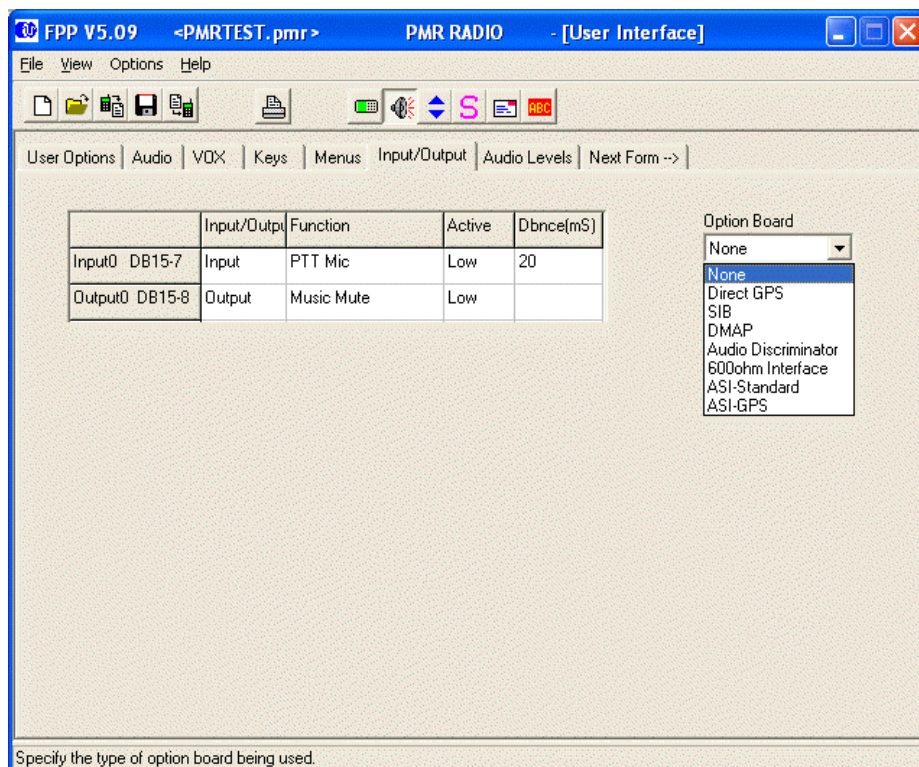 FPP V5.09 <PMRTEST.pmr> PMR RADIO - [User Interface]
File View Options Help
S ABC
User Options Audio VOX Keys Menus Input/Output Audio Levels Next Form -->
Input/Outpu Function Active Dbnce(mS)
Input0 DB15-7 Input PTT Mic Low 20
Output0 DB15-8 Output Music Mute Low
Option Board
None
None
Direct GPS
SIB
DMAP
Audio Discriminator
600ohm Interface
ASI-Standard
ASI-GPS
Specify the type of option board being used.